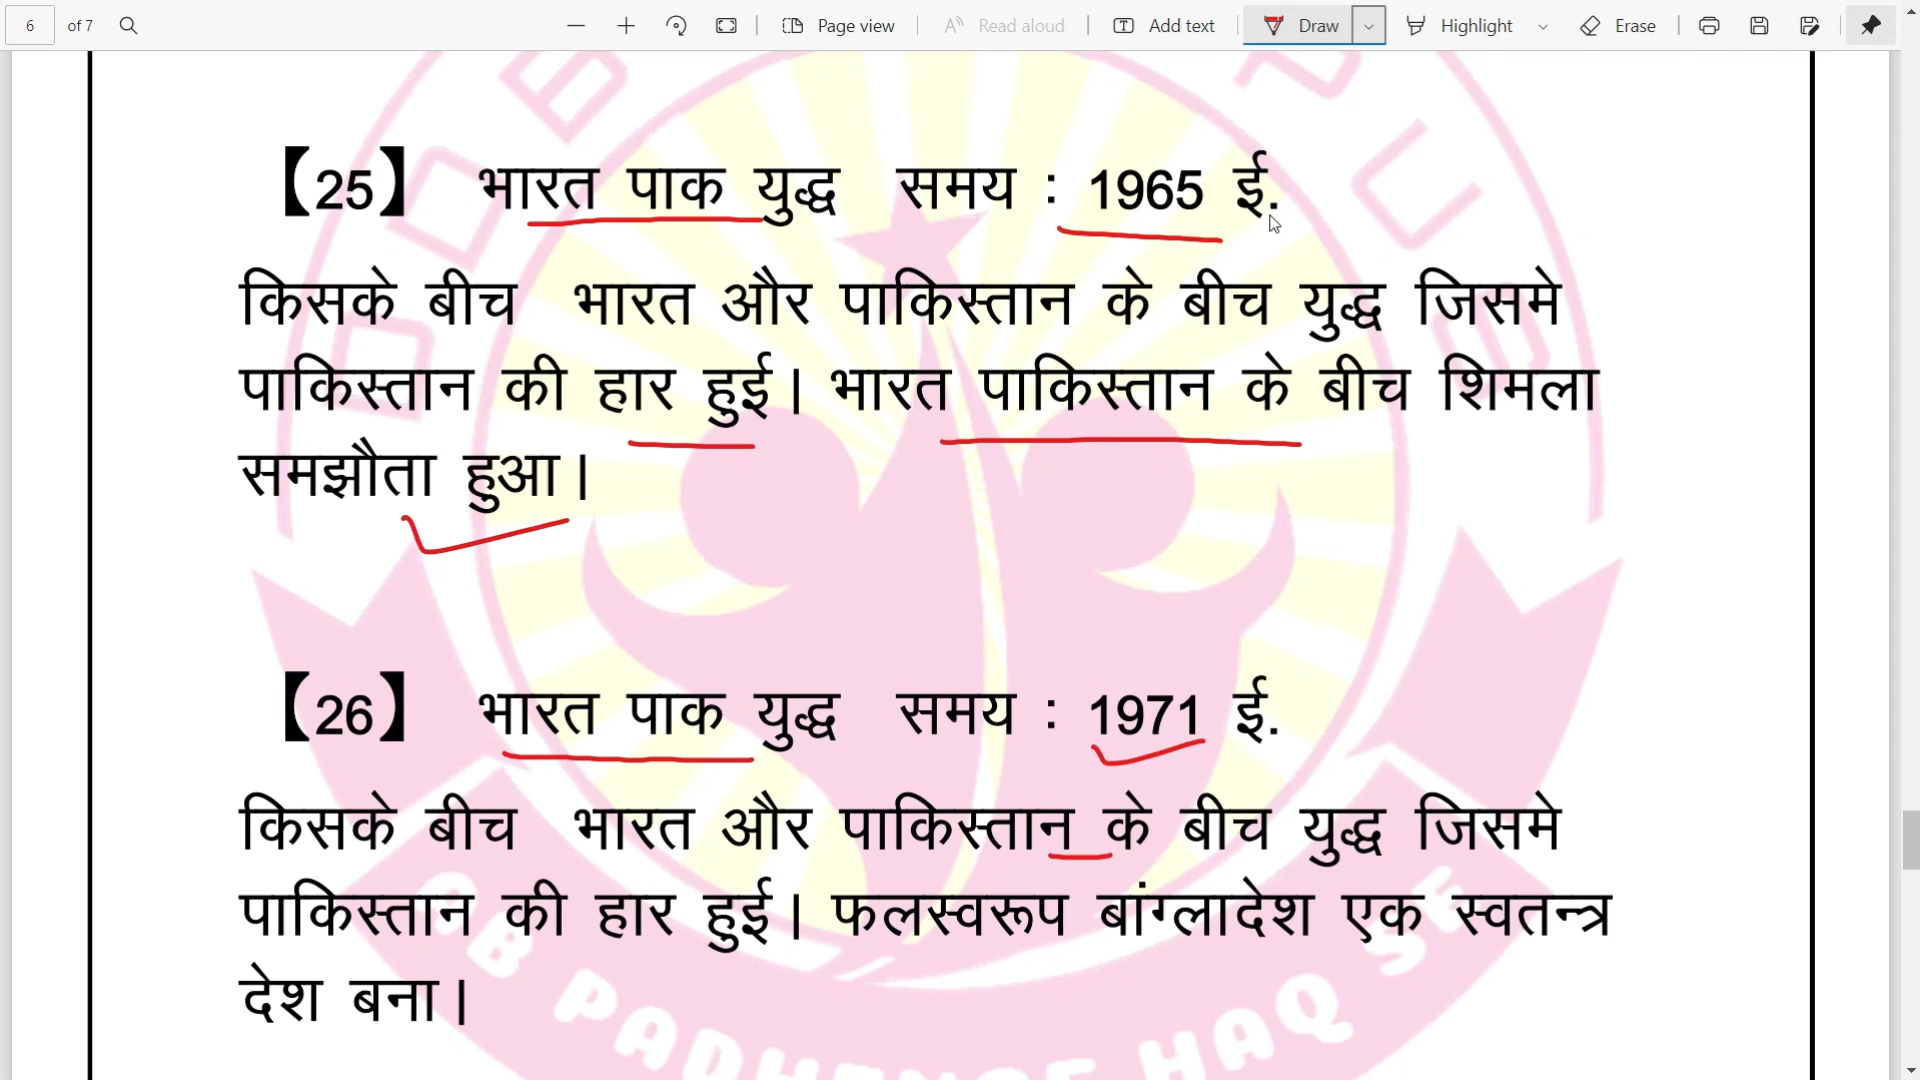 6 of 7 Page view Read aloud Add text Draw Highlight Erase
【25】 भारत पाक युद्ध समय : 1965 ई.
किसके बीच भारत और पाकिस्तान के बीच युद्ध जिसमे
पाकिस्तान की हार हुई। भारत पाकिस्तान के बीच शिमला
समझौता हुआ।
【26】 भारत पाक युद्ध समय : 1971 ई.
किसके बीच भारत और पाकिस्तान के बीच युद्ध जिसमे
पाकिस्तान की हार हुई। फलस्वरूप बांग्लादेश एक स्वतन्त्र
देश बना।